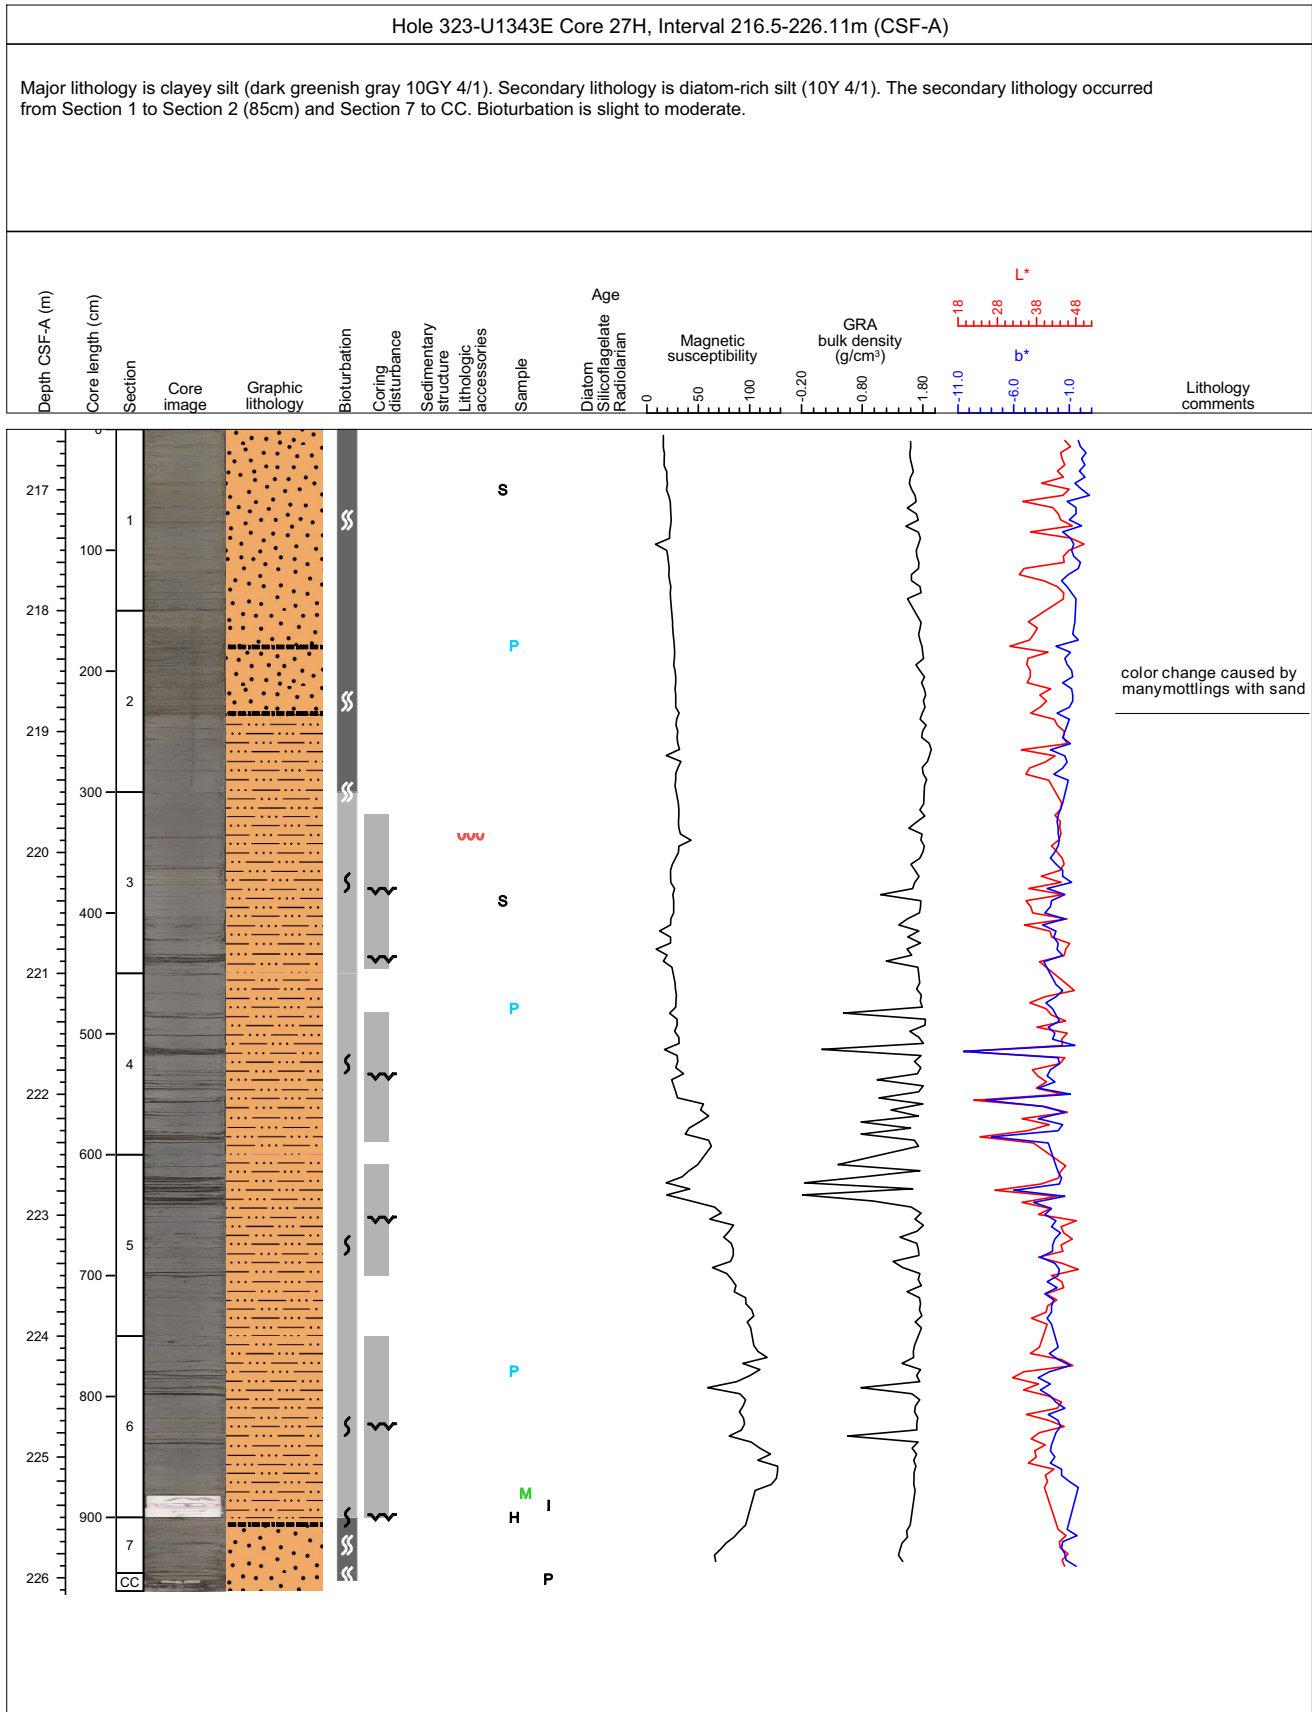 Hole 323-U1343E Core 27H, Interval 216.5-226.11m (CSF-A)
Major lithology is clayey silt (dark greenish gray 10GY 4/1). Secondary lithology is diatom-rich silt (10Y 4/1). The secondary lithology occurred
from Section 1 to Section 2 (85cm) and Section 7 to CC. Bioturbation is slight to moderate.
Depth CSF-A (m)
Core length (cm)
Section
Core
image
Graphic
lithology
Bioturbation
Coring
disturbance
Sedimentary
structure
Lithologic
accessories
Sample
Age
Diatom
Silicoflagelate
Radiolarian
Magnetic
susceptibility
0
50
100
GRA
bulk density
(g/cm³)
-0.20
0.80
1.80
L*
18
28
38
48
b*
-11.0
-6.0
-1.0
Lithology
comments
0
217
S
1
100
218
P
200
color change caused by
manymottlings with sand
2
219
300
220
3
S
400
221
P
500
4
222
600
223
5
700
224
P
800
6
225
M
I
900
H
7
226
CC
P